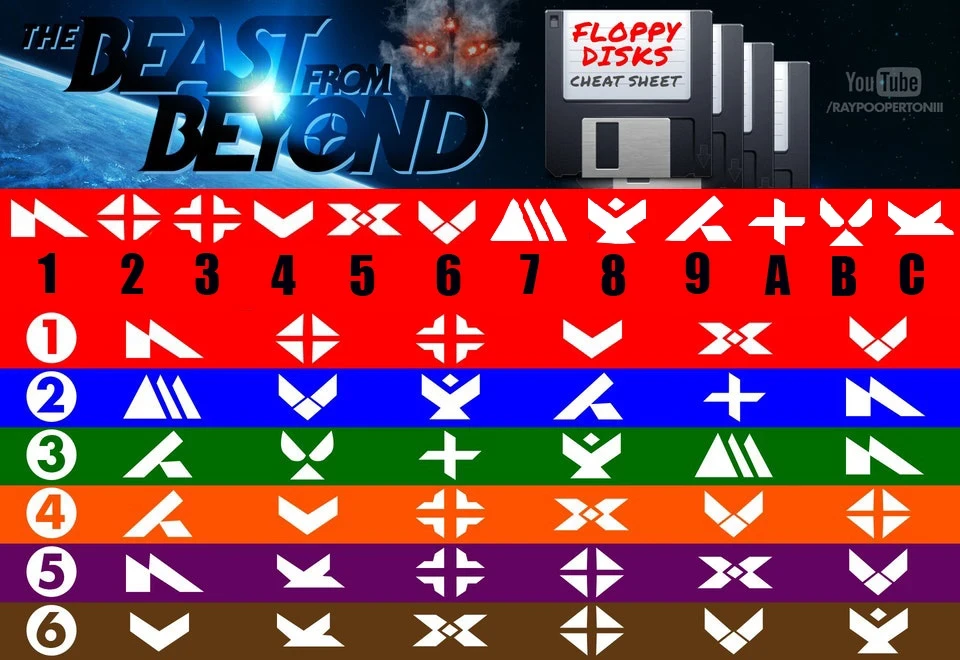 THE BEAST FROM BEYOND
FLOPPY
DISKS
CHEAT SHEET
YouTube
/RAYPOOPERTONIII
1 2 3 4 5 6 7 8 9 A B C
1
2
3
4
5
6